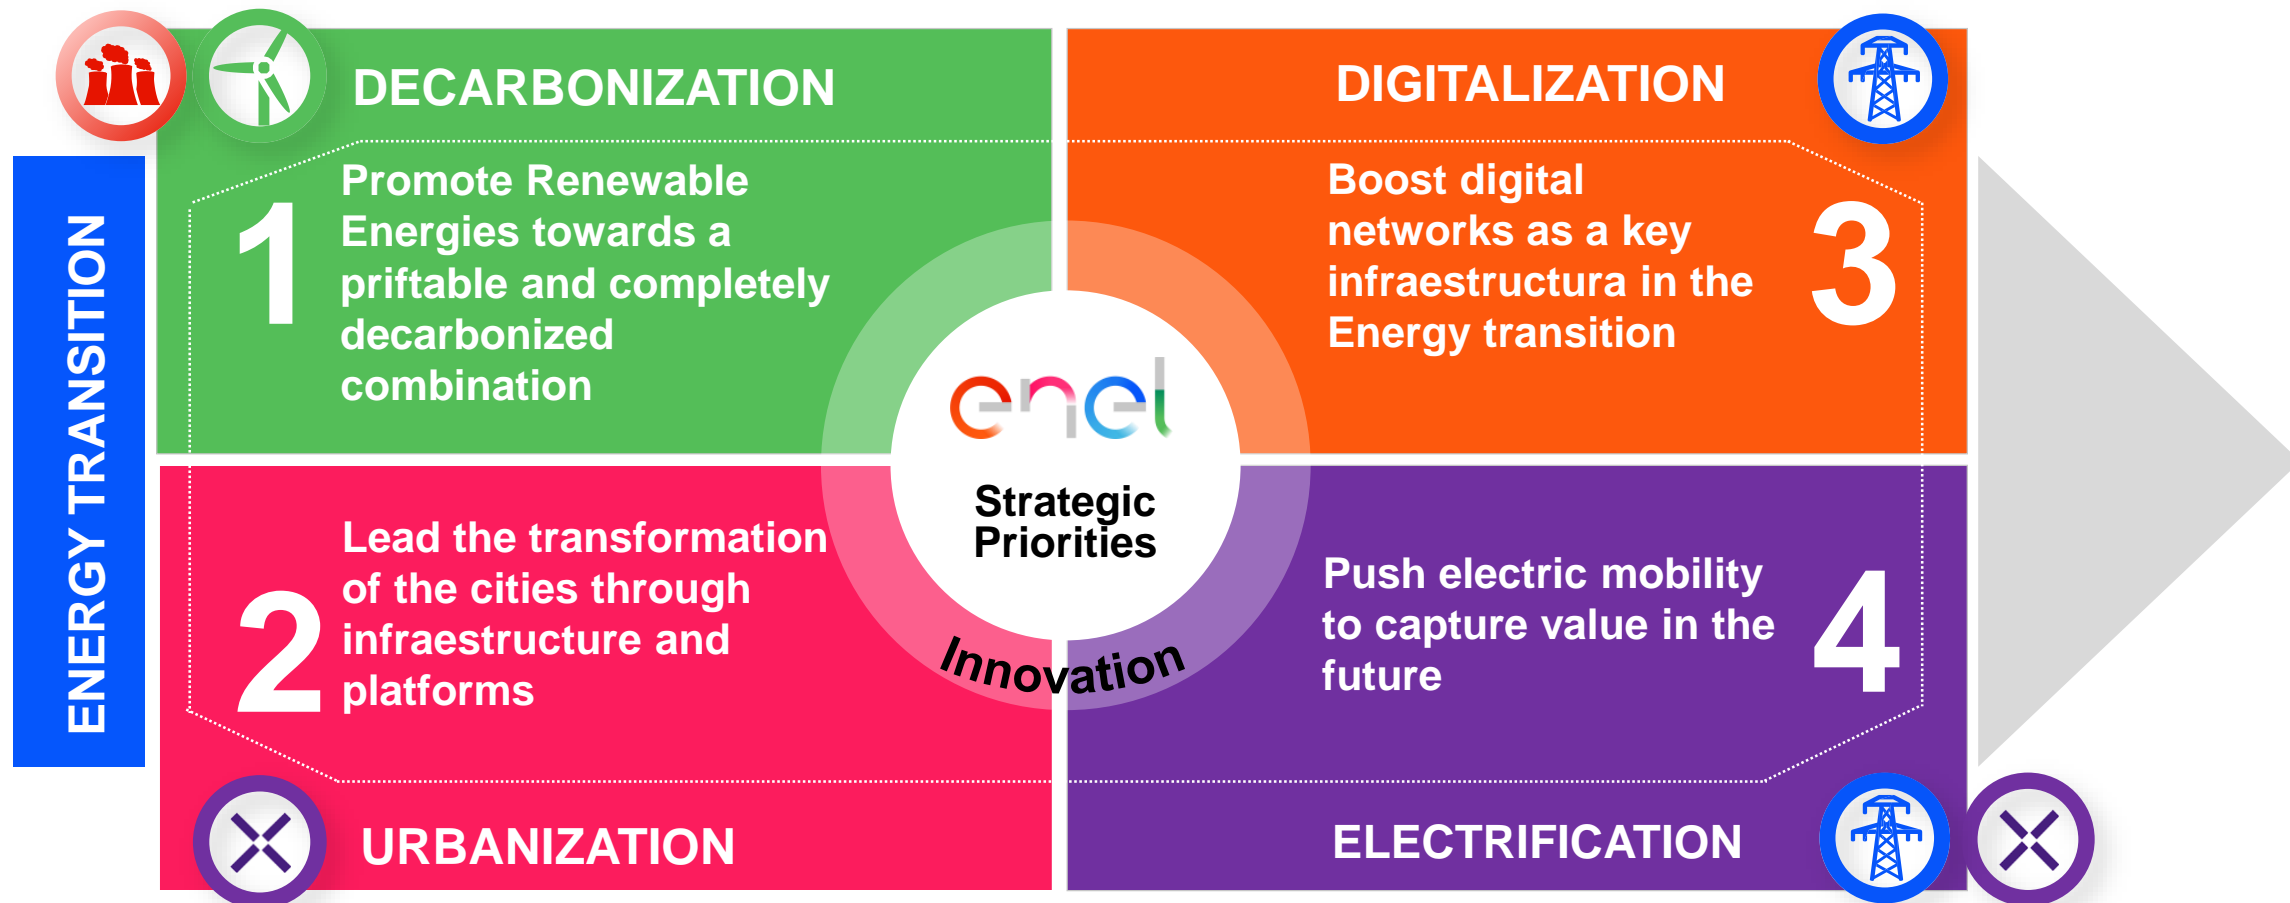 ENERGY TRANSITION
DECARBONIZATION
1
Promote Renewable
Energies towards a
priftable and completely
decarbonized
combination
DIGITALIZATION
Boost digital
networks as a key
infraestructura in the
Energy transition
3
enel
Strategic
Priorities
Innovation
2
Lead the transformation
of the cities through
infraestructure and
platforms
URBANIZATION
Push electric mobility
to capture value in the
future
4
ELECTRIFICATION